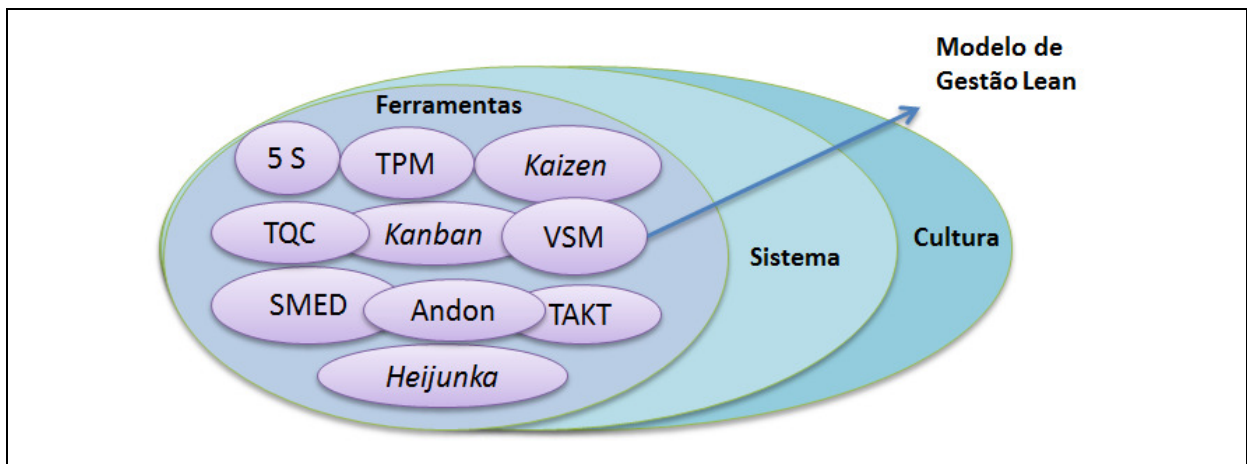 Modelo de
Gestão Lean
Ferramentas
5 S
TPM
Kaizen
TQC
Kanban
VSM
Sistema
Cultura
SMED
Andon
TAKT
Heijunka